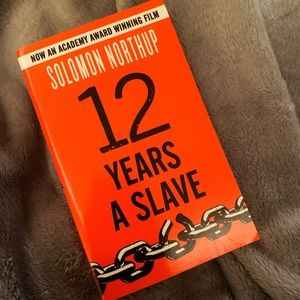 NOW AN ACADEMY AWARD WINNING FILM
SOLOMON NORTHUP
12
YEARS
A SLAVE